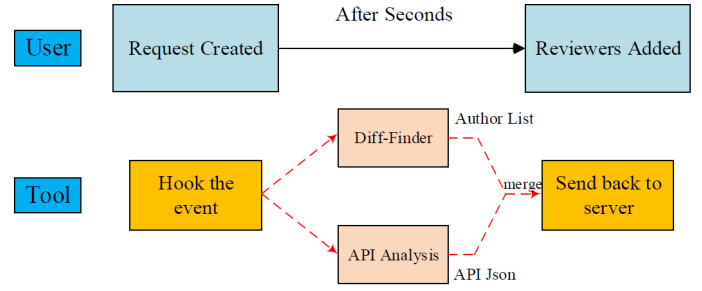 After Seconds
User
Request Created
Reviewers Added
Diff-Finder
Author List
Tool
Hook the
event
merge
Send back to
server
API Analysis
API Json